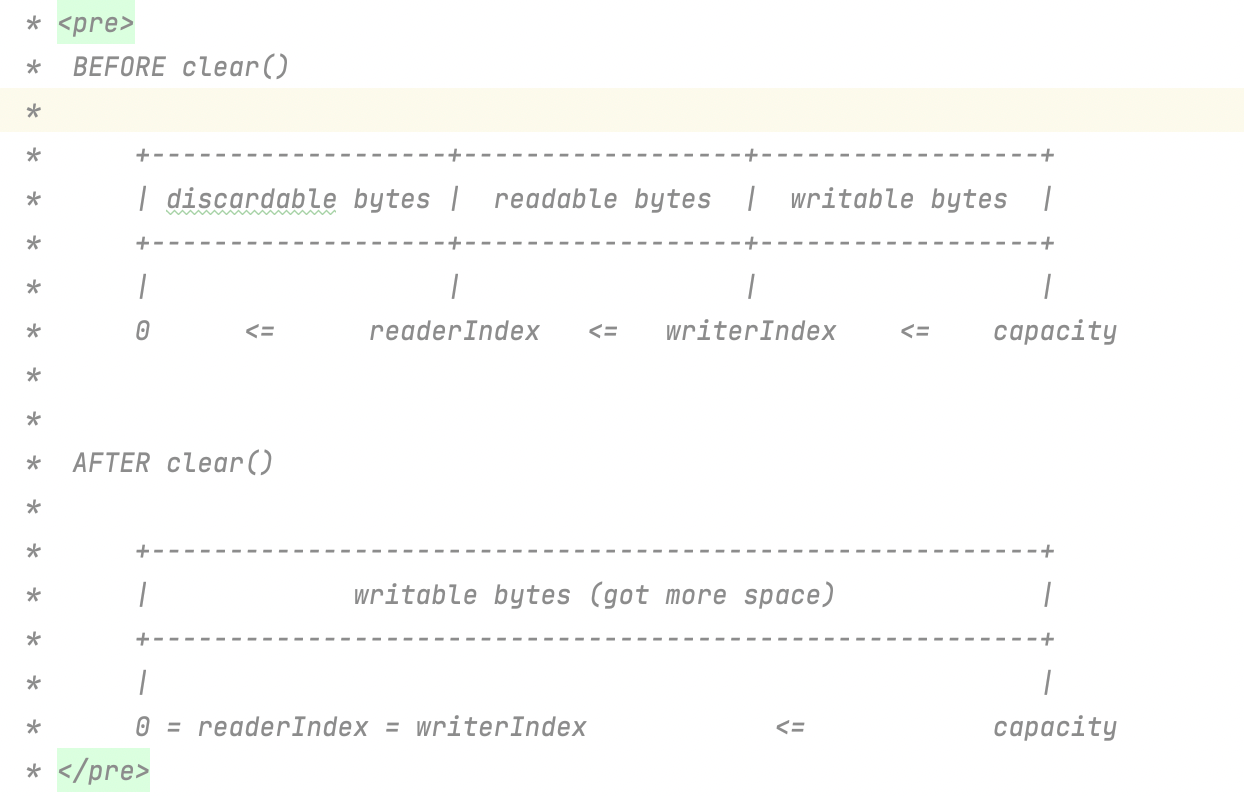 * <pre>
*  BEFORE clear()
*
*      +-------------------+------------------+------------------+
*      | discardable bytes |  readable bytes  |  writable bytes  |
*      +-------------------+------------------+------------------+
*      |                   |                  |                  |
*      0      <=      readerIndex   <=   writerIndex    <=    capacity
*
*
*  AFTER clear()
*
*      +---------------------------------------------------------+
*      |             writable bytes (got more space)             |
*      +---------------------------------------------------------+
*      |                                                         |
*      0 = readerIndex = writerIndex            <=            capacity
* </pre>